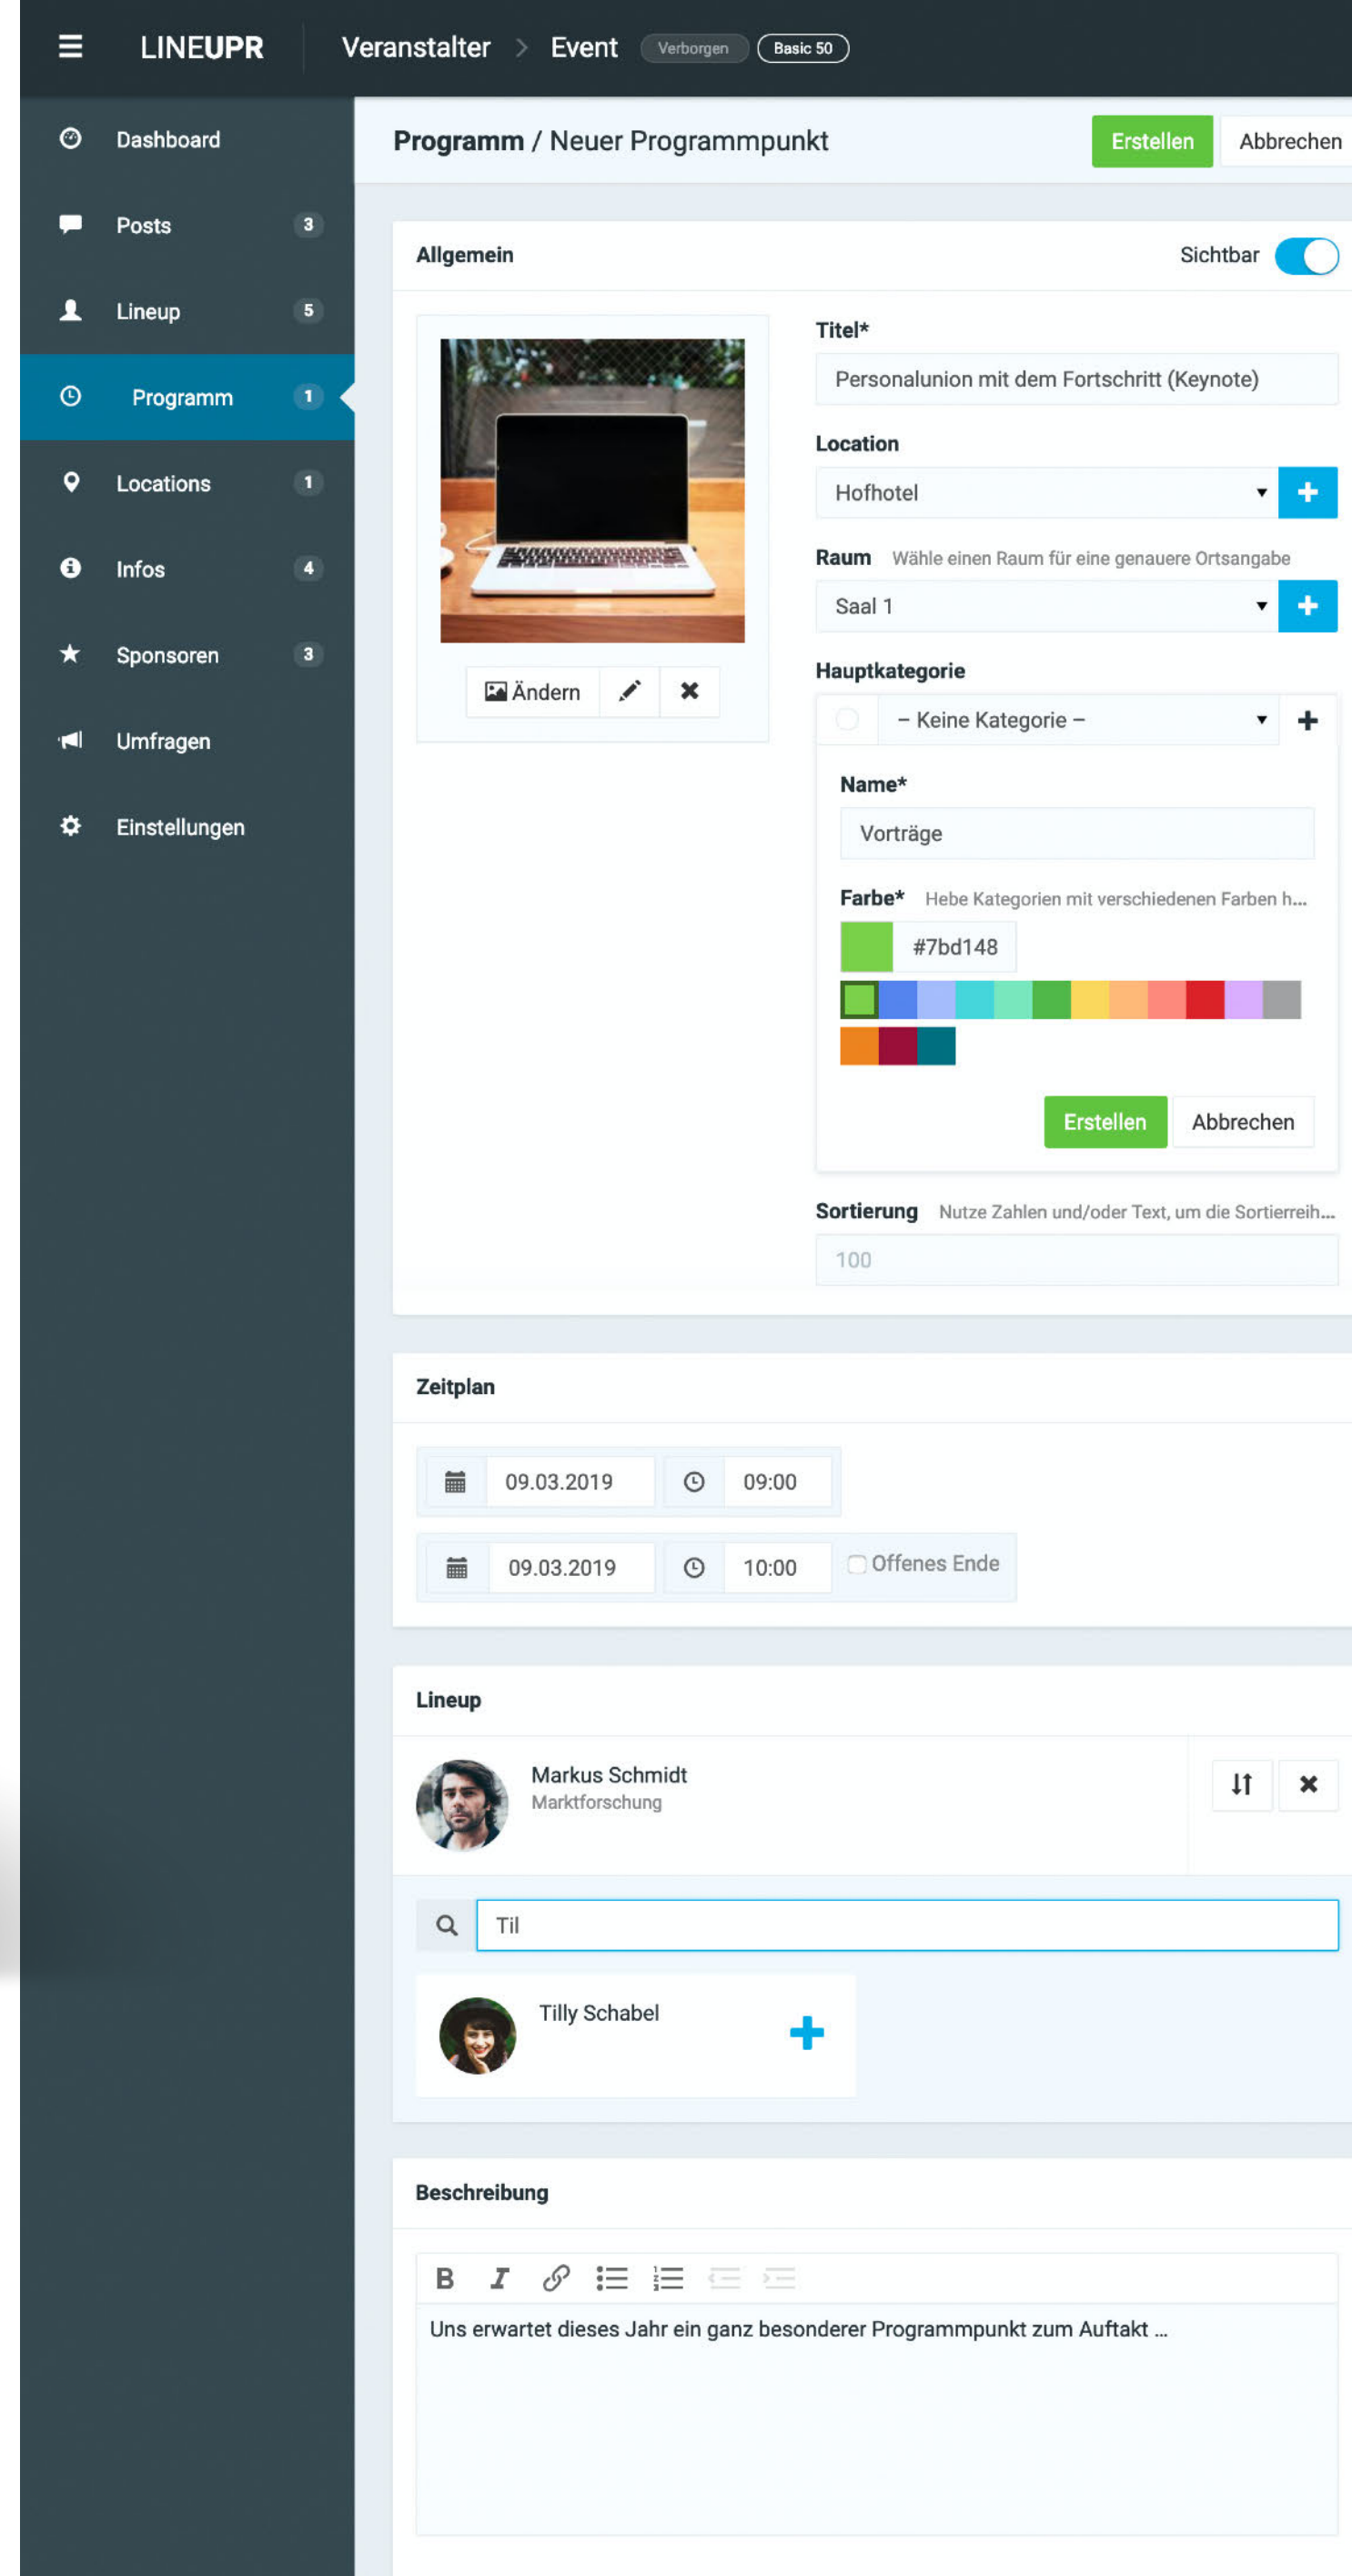 LINEUPR
Veranstalter > Event Verborgen Basic 50
Dashboard
Posts 3
Lineup 5
Programm 1
Locations 1
Infos 4
Sponsoren 3
Umfragen
Einstellungen
Programm / Neuer Programmpunkt
Erstellen Abbrechen
Allgemein
Sichtbar
Ändern
Titel*
Personalunion mit dem Fortschritt (Keynote)
Location
Hofhotel
Raum Wähle einen Raum für eine genauere Ortsangabe
Saal 1
Hauptkategorie
– Keine Kategorie –
Name*
Vorträge
Farbe* Hebe Kategorien mit verschiedenen Farben h...
#7bd148
Erstellen Abbrechen
Sortierung Nutze Zahlen und/oder Text, um die Sortierreih...
100
Zeitplan
09.03.2019 09:00
09.03.2019 10:00 Offenes Ende
Lineup
Markus Schmidt
Marktforschung
Til
Tilly Schabel
Beschreibung
B I
Uns erwartet dieses Jahr ein ganz besonderer Programmpunkt zum Auftakt ...